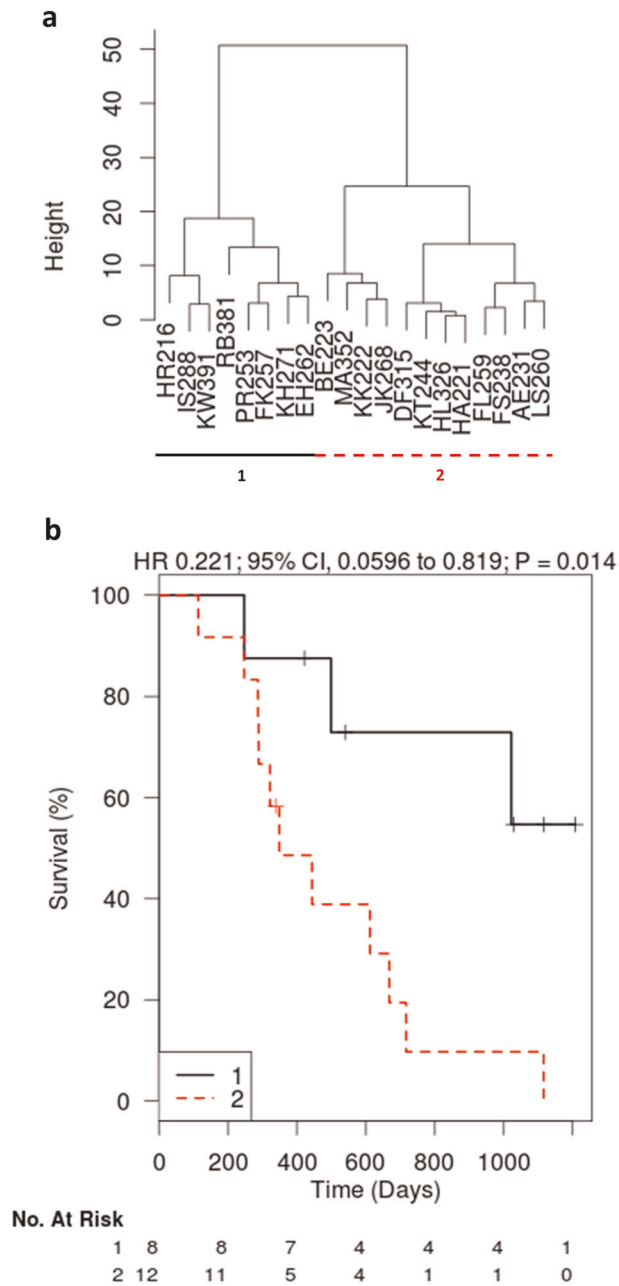 a
50
40
30
20
10
0
Height
HR216
IS288
KW391
RB381
PR253
FK257
KH271
EH262
BE223
MA352
KK222
JK268
DF315
KT244
HL326
HA221
FL259
FS238
AE231
LS260
1
2
b
HR 0.221; 95% CI, 0.0596 to 0.819; P = 0.014
100
80
60
40
20
0
Survival (%)
1
2
0 200 400 600 800 1000
Time (Days)
No. At Risk
1 8 8 7 4 4 4 1
2 12 11 5 4 1 1 0